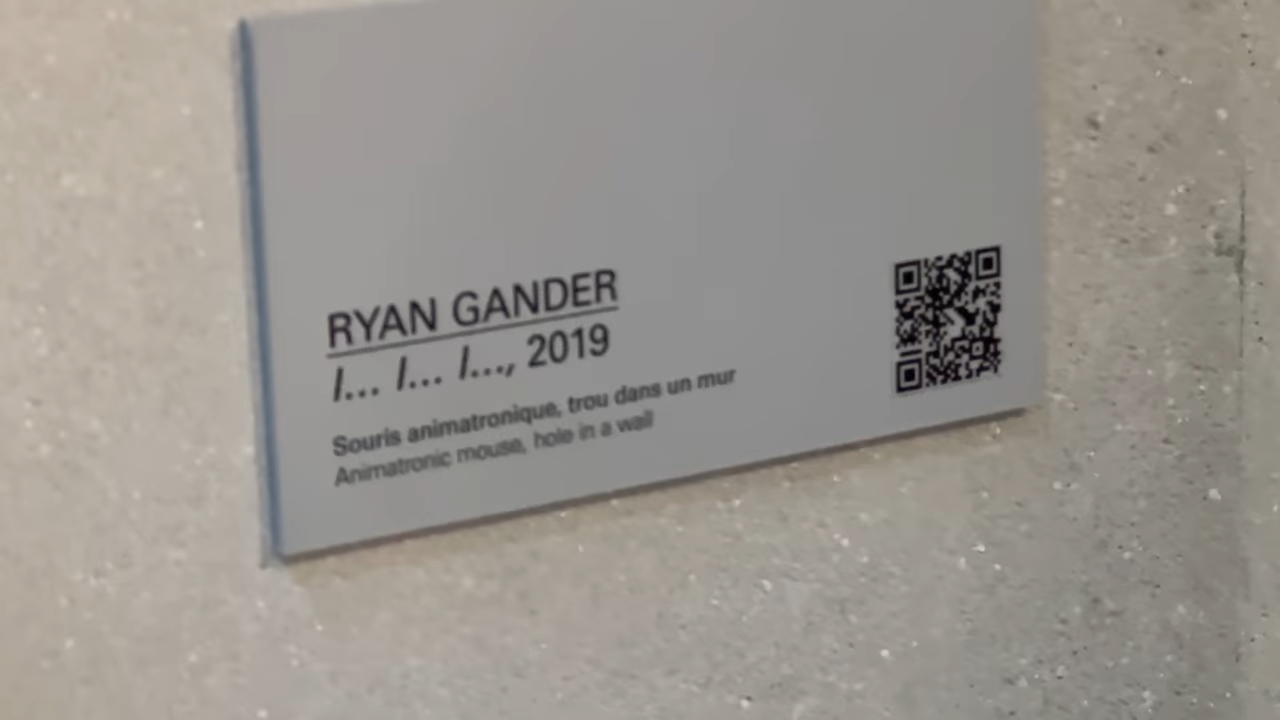 RYAN GANDER
I... I... I..., 2019
Souris animatronique, trou dans un mur
Animatronic mouse, hole in a wall